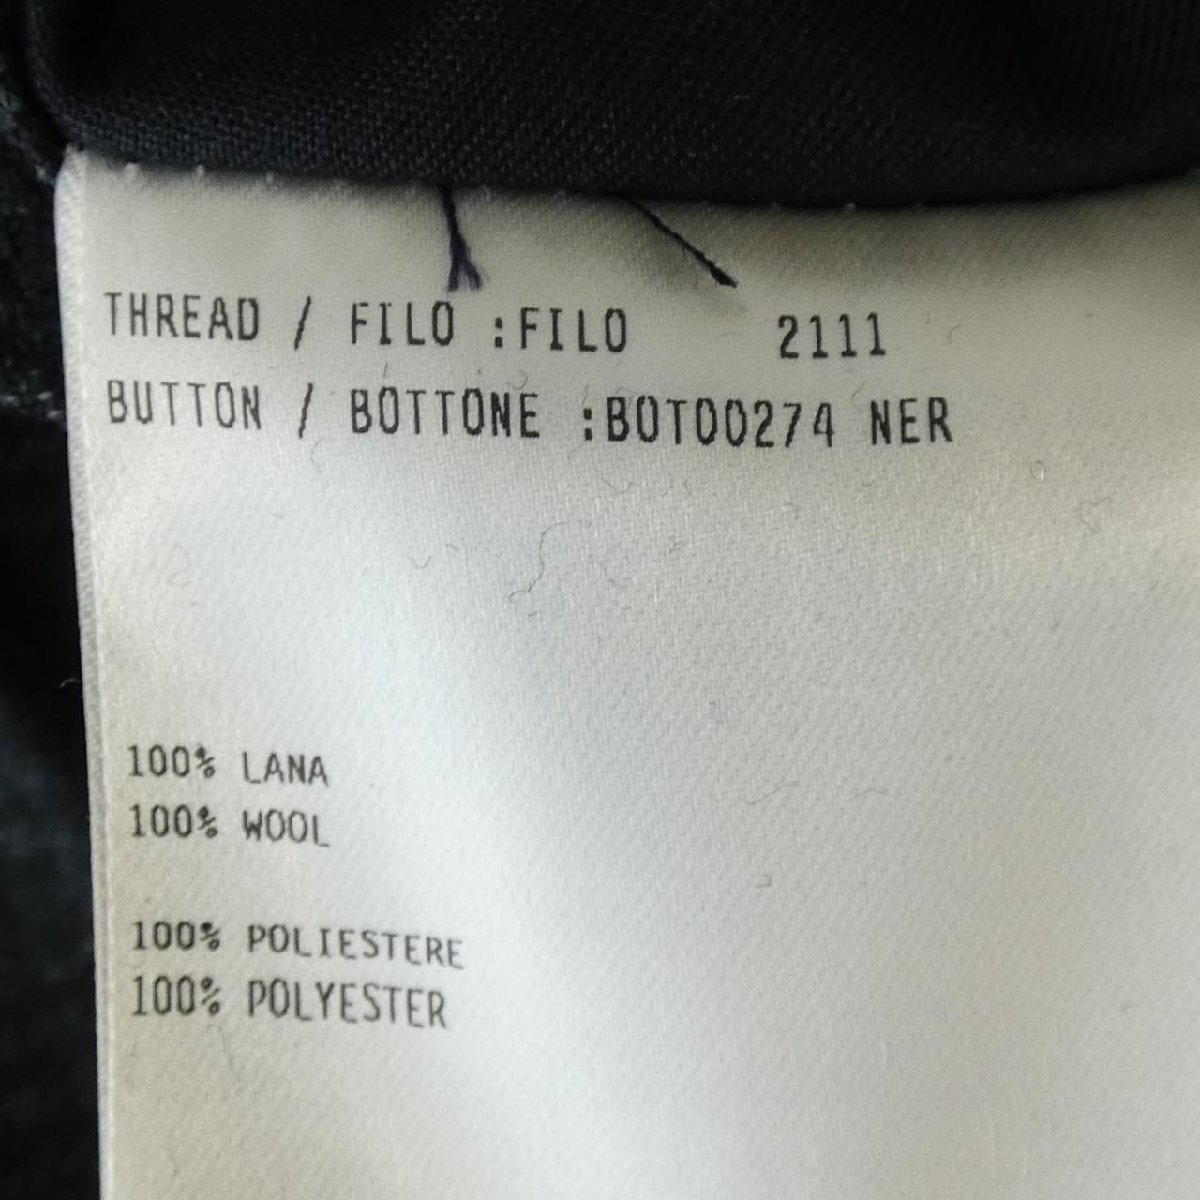 THREAD / FILO :FILO 2111
BUTTON / BOTTONE :BOT00274 NER
100% LANA
100% WOOL
100% POLIESTERE
100% POLYESTER